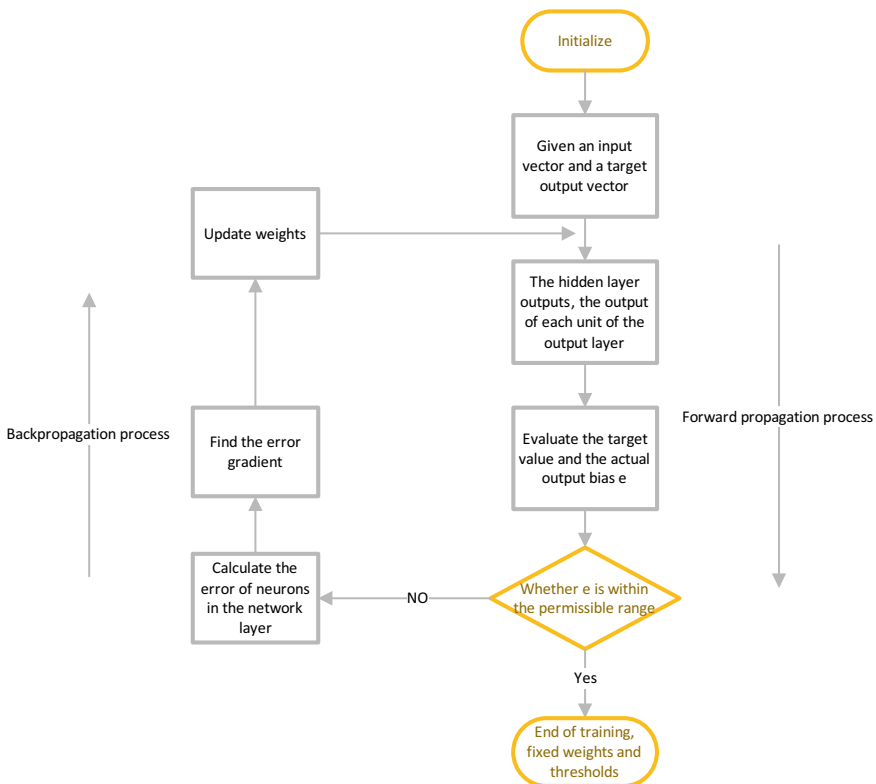 Initialize
Given an input
vector and a target
output vector
Update weights
The hidden layer
outputs, the output
of each unit of the
output layer
Backpropagation process
Find the error
gradient
Evaluate the target
value and the actual
output bias e
Forward propagation process
Calculate the
error of neurons
in the network
layer
NO
Whether e is within
the permissible range
Yes
End of training,
fixed weights and
thresholds